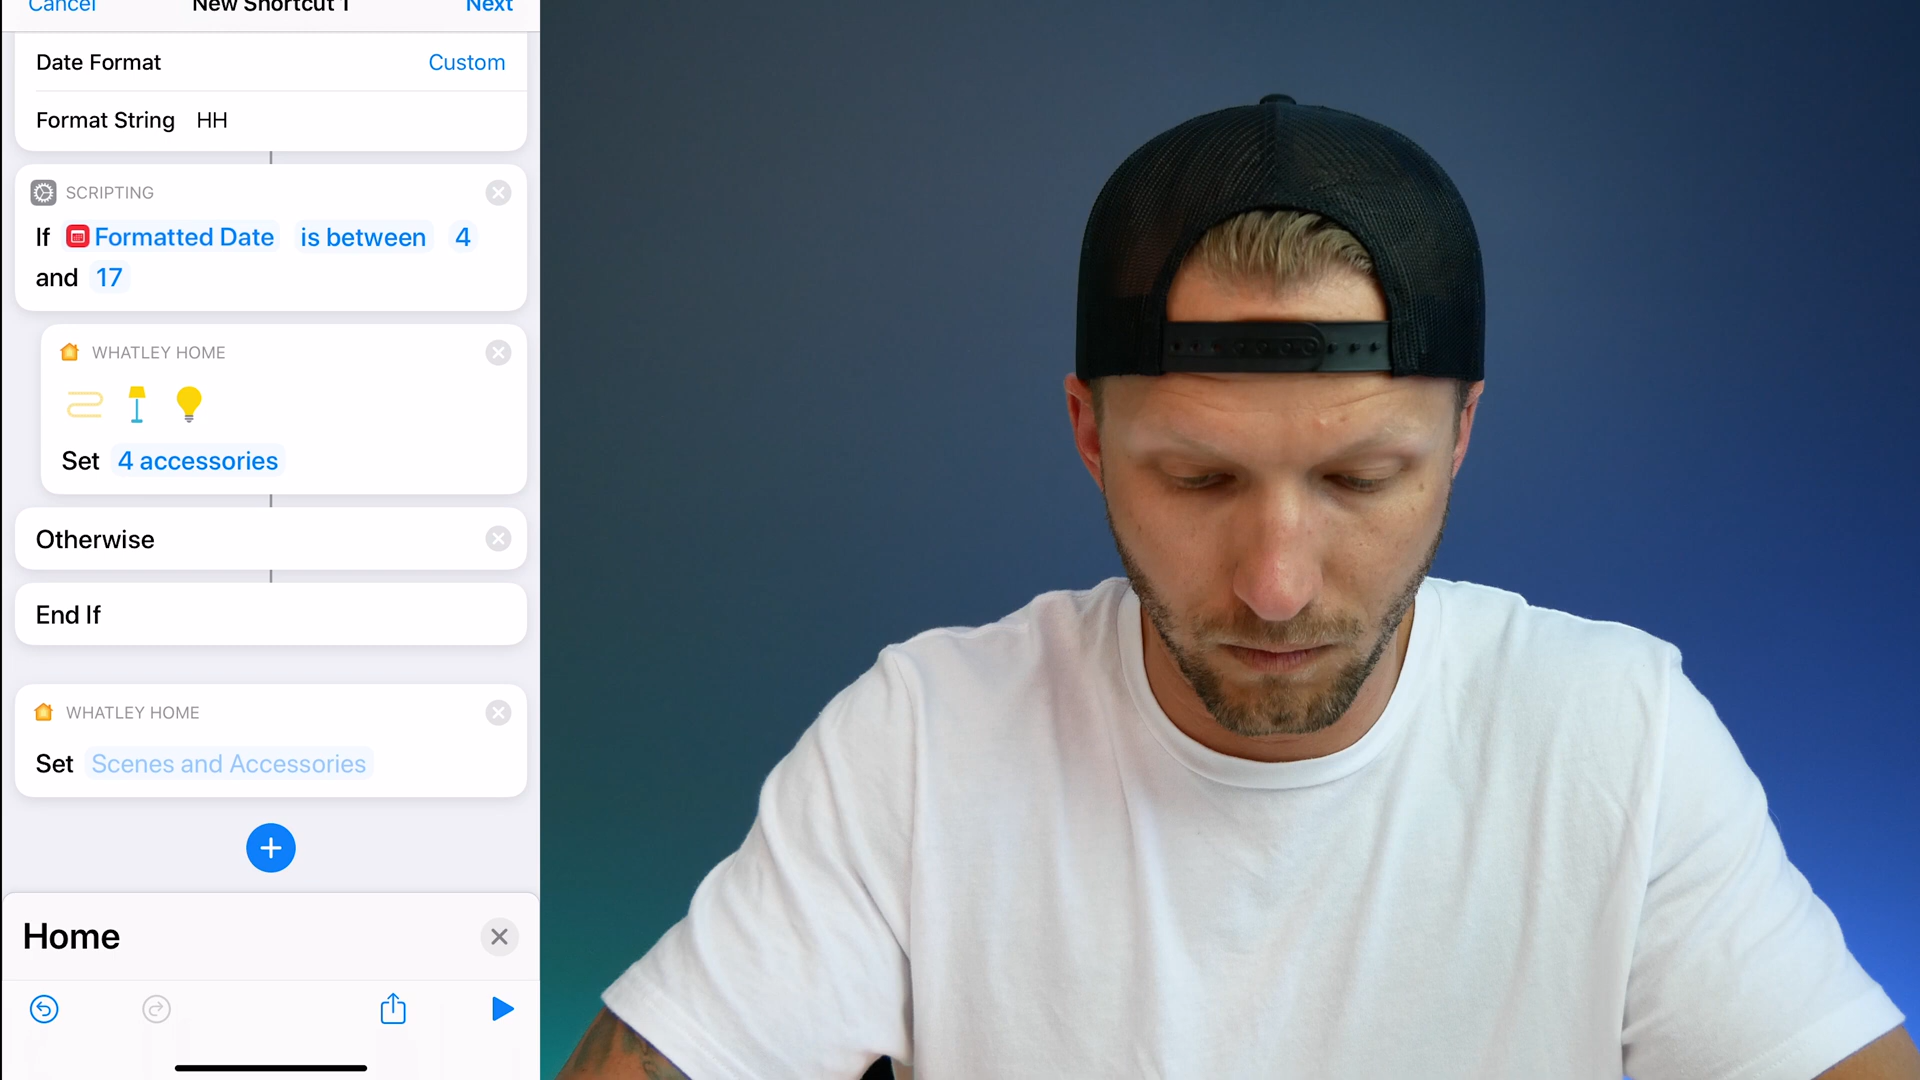 Cancel New Shortcut 1 Next
Date Format Custom
Format String HH
SCRIPTING
If Formatted Date is between 4
and 17
WHATLEY HOME
Set 4 accessories
Otherwise
End If
WHATLEY HOME
Set Scenes and Accessories
Home